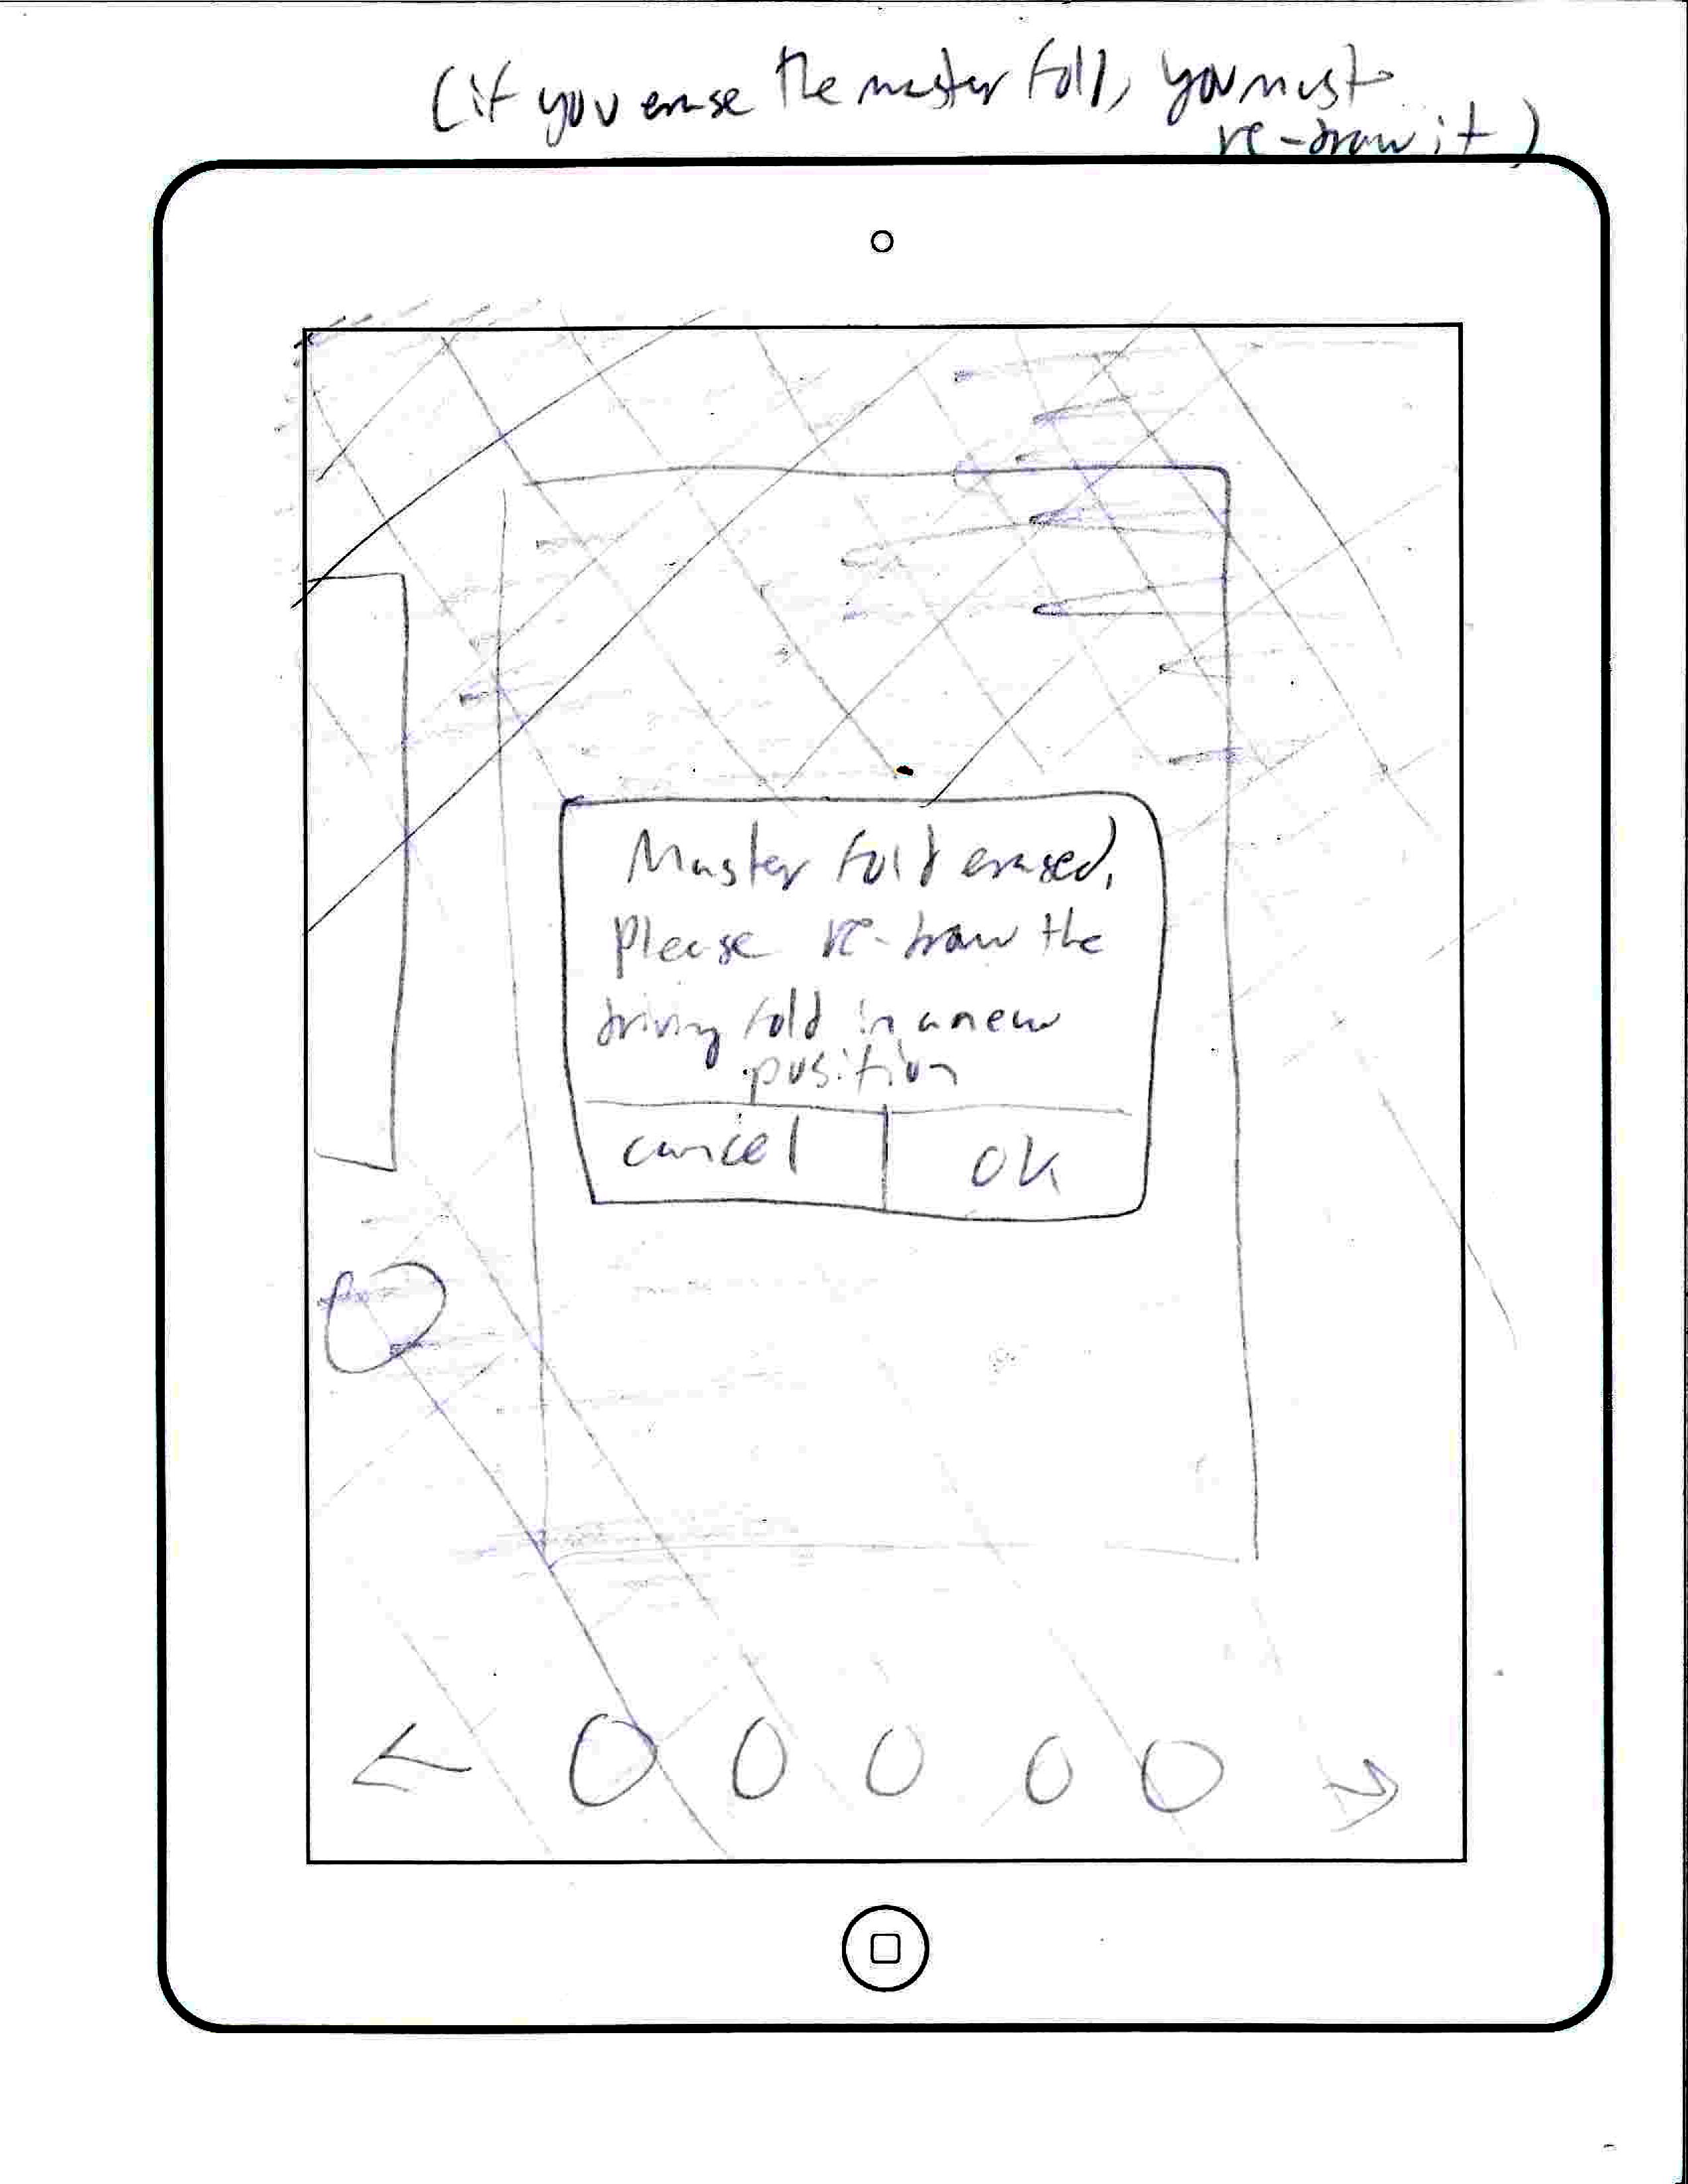 (if you erase the master fold, you must
re-draw it)
Master fold erased,
Please re-draw the
driving fold in a new
position
cancel
OK